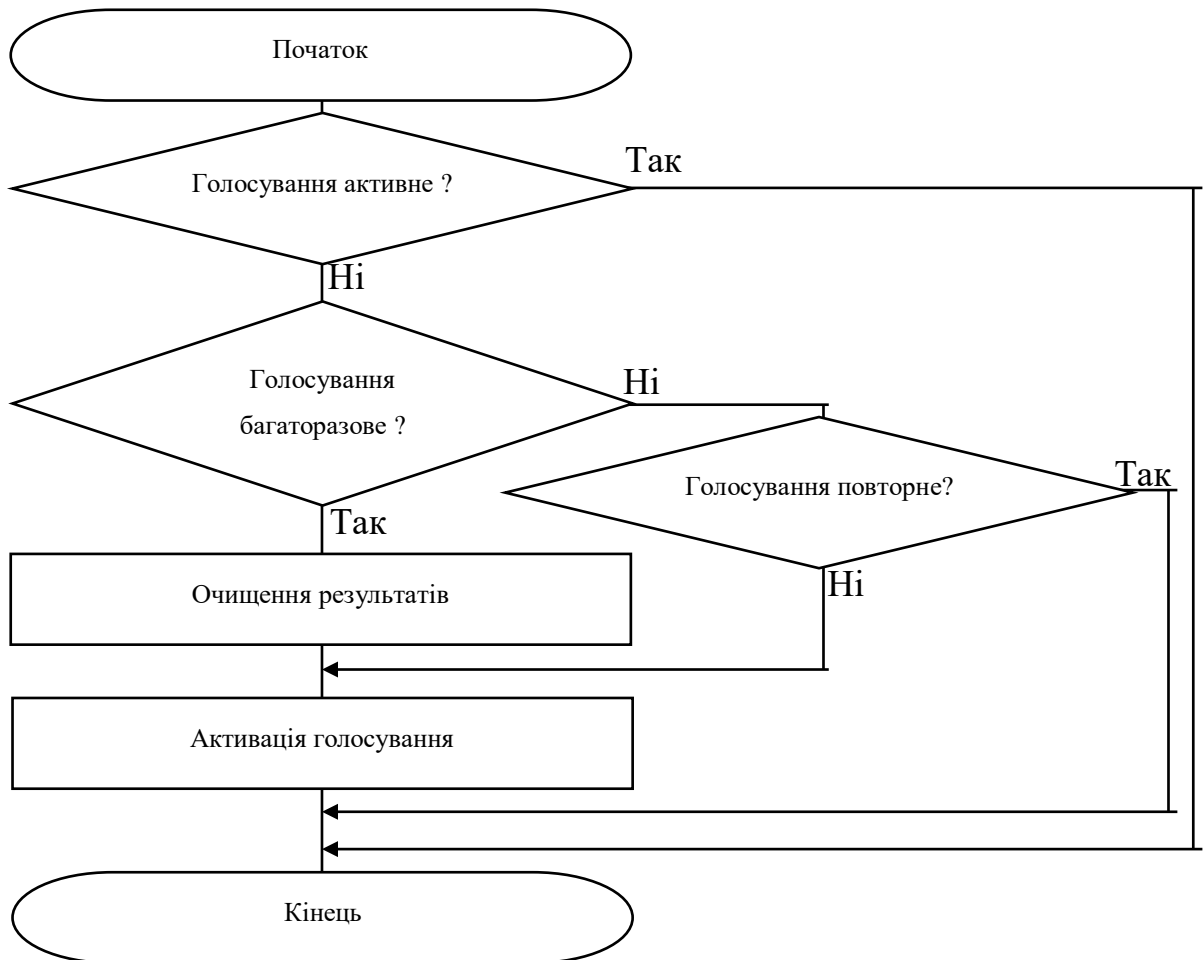 Початок
Так
Голосування активне ?
Ні
Ні
Голосування
багаторазове ?
Так
Голосування повторне?
Так
Ні
Очищення результатів
Активація голосування
Кінець